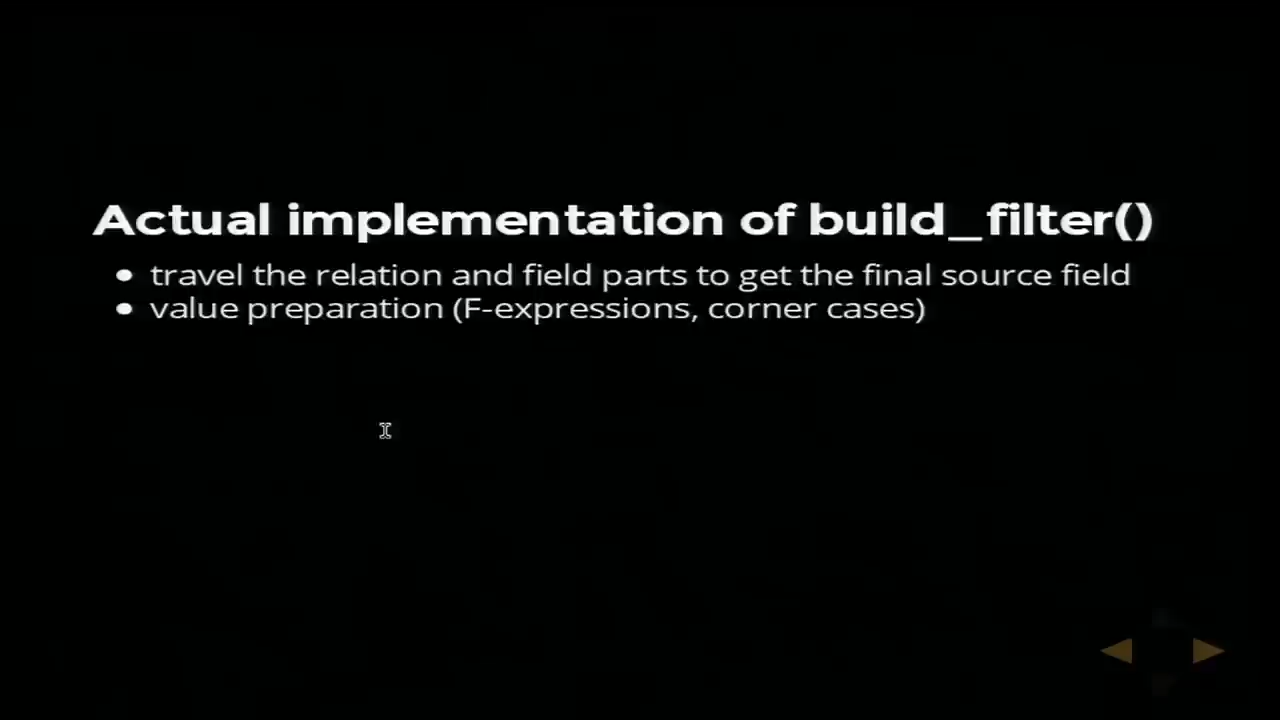 Actual implementation of build_filter()
travel the relation and field parts to get the final source field
value preparation (F-expressions, corner cases)